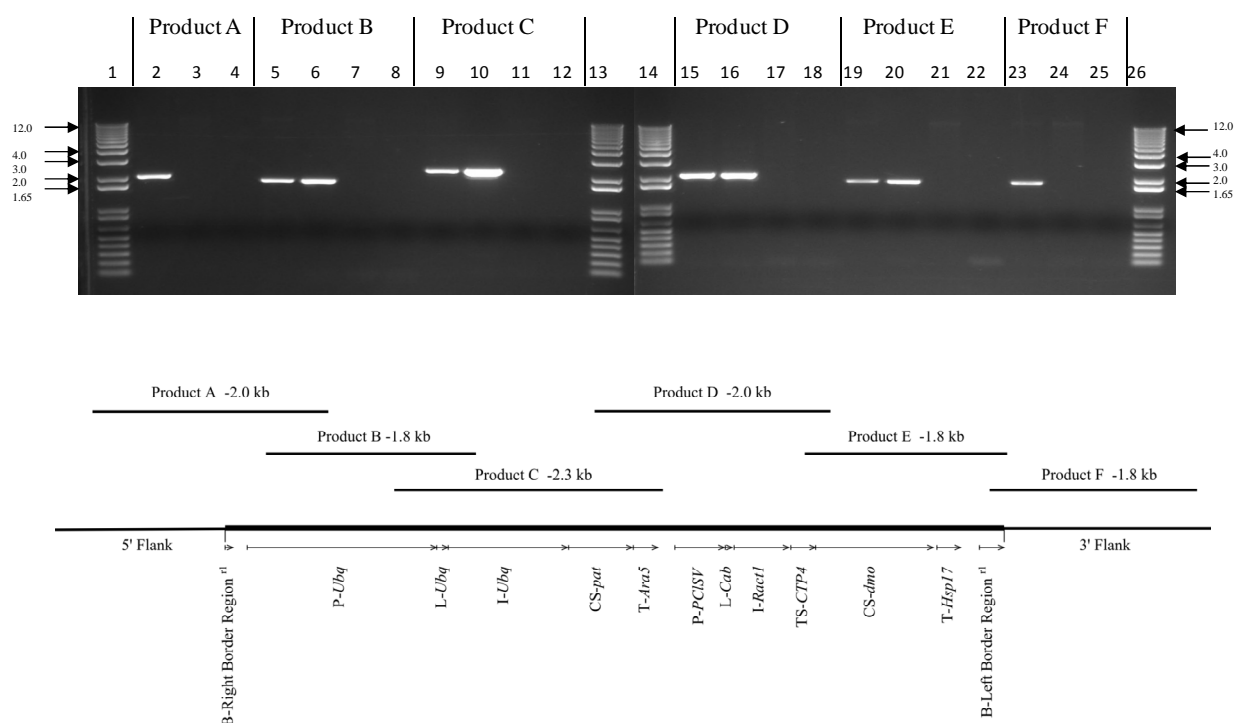 Product A Product B Product C Product D Product E Product F
1 2 3 4 5 6 7 8 9 10 11 12 13 14 15 16 17 18 19 20 21 22 23 24 25 26
12.0 12.0
4.0 4.0
3.0 3.0
2.0 2.0
1.65 1.65
Product A -2.0 kb Product D -2.0 kb
Product B -1.8 kb Product E -1.8 kb
Product C -2.3 kb Product F -1.8 kb
5' Flank 3' Flank
B-Right Border Region r1
P-Ubq
L-Ubq
I-Ubq
CS-pat
T-Ara5
P-PClSV
L-Cab
I-Ract1
TS-CTP4
CS-dmo
T-Hsp17
B-Left Border Region r1